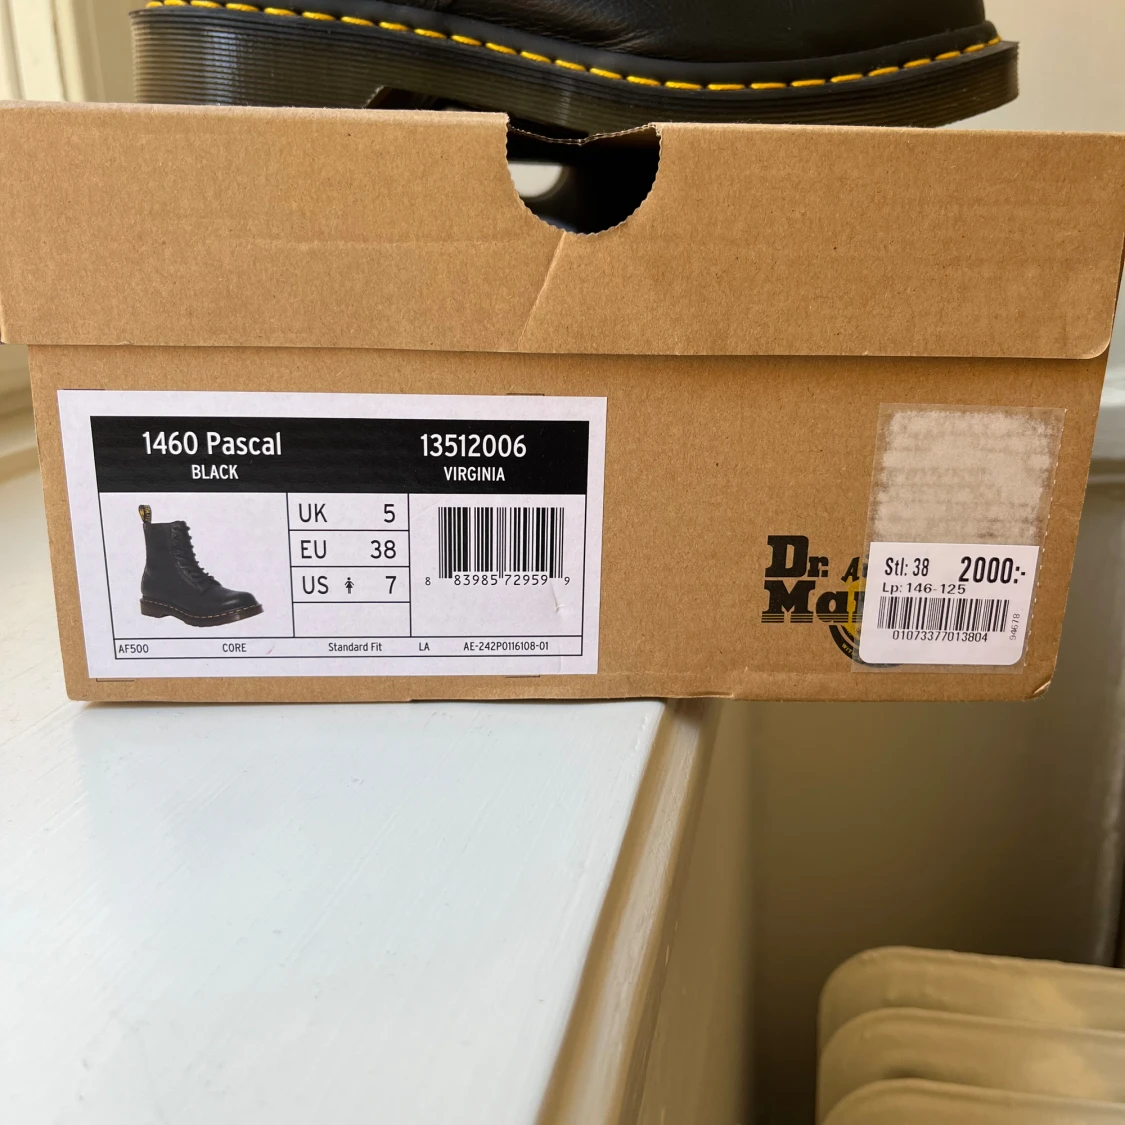 1460 Pascal
BLACK
13512006
VIRGINIA
UK 5
EU 38
US 7
8 83985 72959 9
AF500 CORE Standard Fit LA AE-242P0116108-01
Dr.
Stl: 38 2000:-
Lp: 146-125
01073377013804
94678